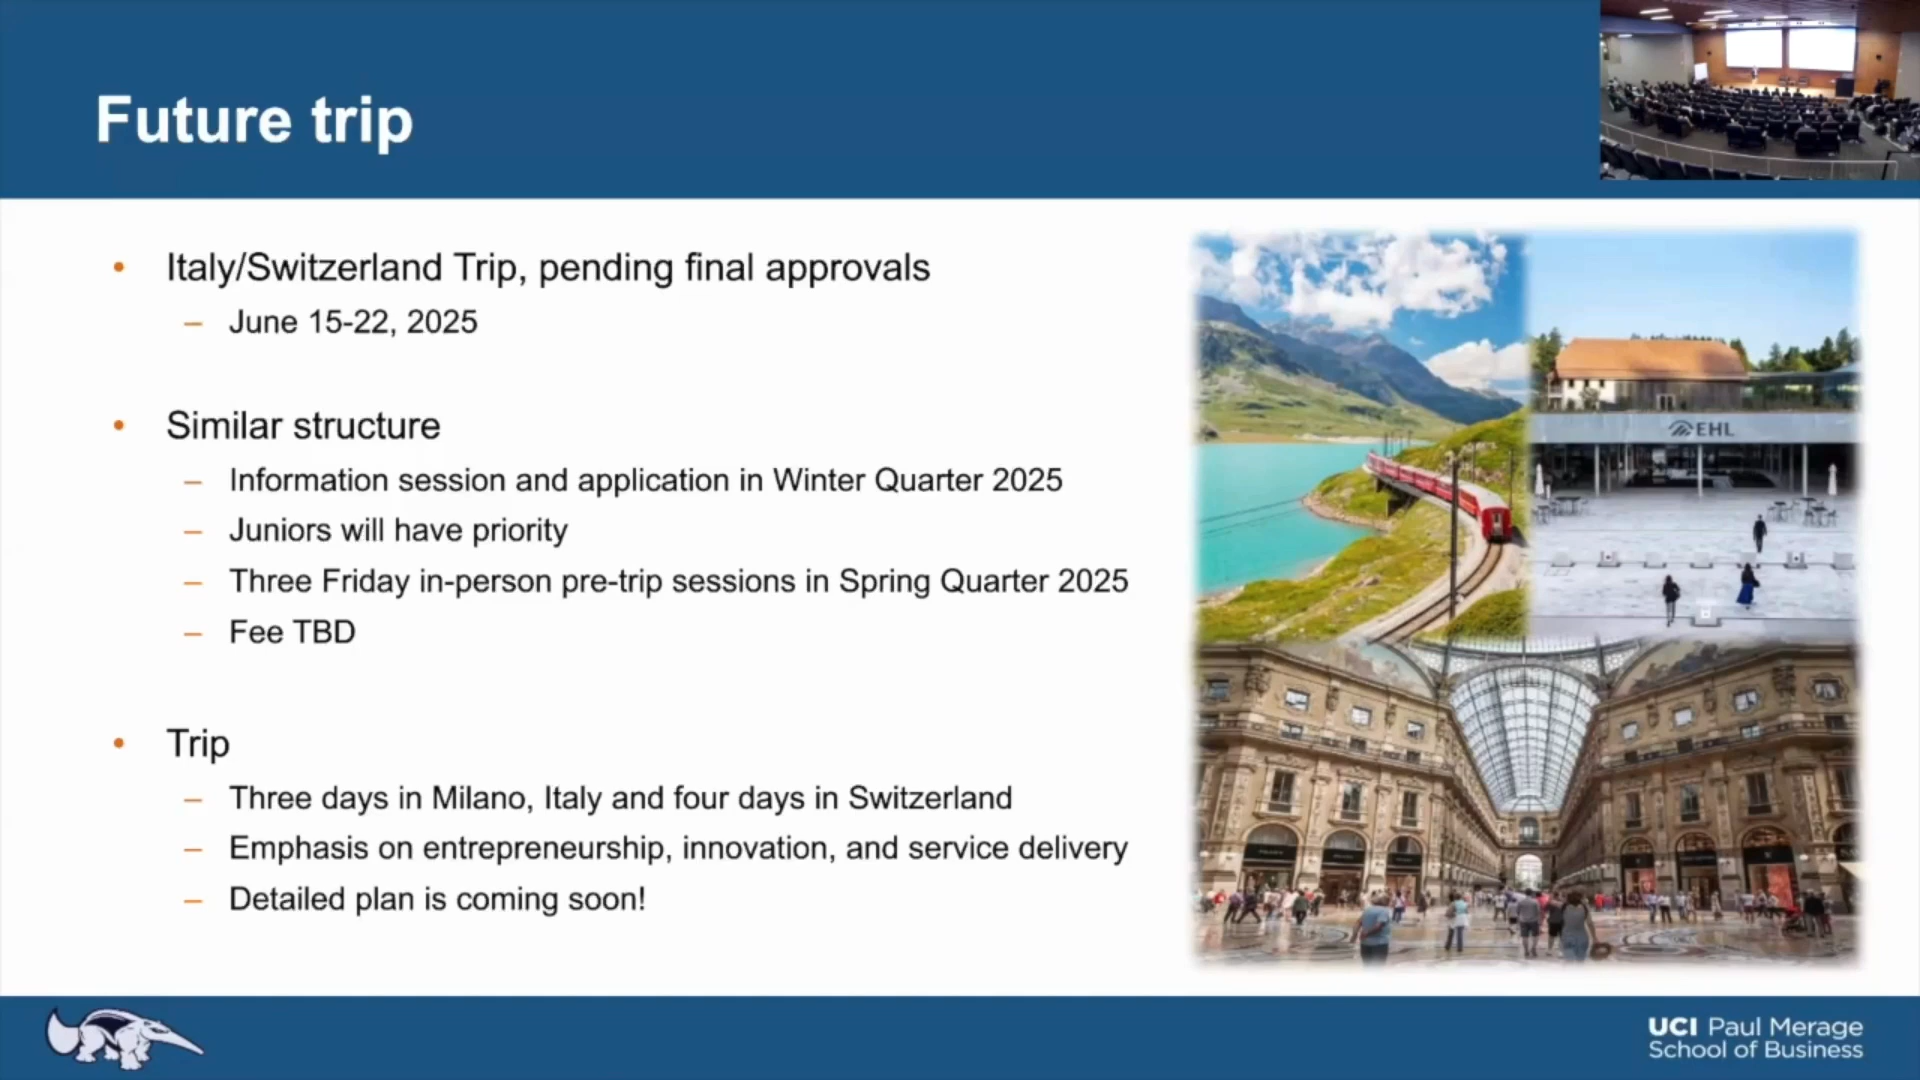 Future trip
• Italy/Switzerland Trip, pending final approvals
– June 15-22, 2025
• Similar structure
– Information session and application in Winter Quarter 2025
– Juniors will have priority
– Three Friday in-person pre-trip sessions in Spring Quarter 2025
– Fee TBD
• Trip
– Three days in Milano, Italy and four days in Switzerland
– Emphasis on entrepreneurship, innovation, and service delivery
– Detailed plan is coming soon!
EHL
UCI Paul Merage
School of Business